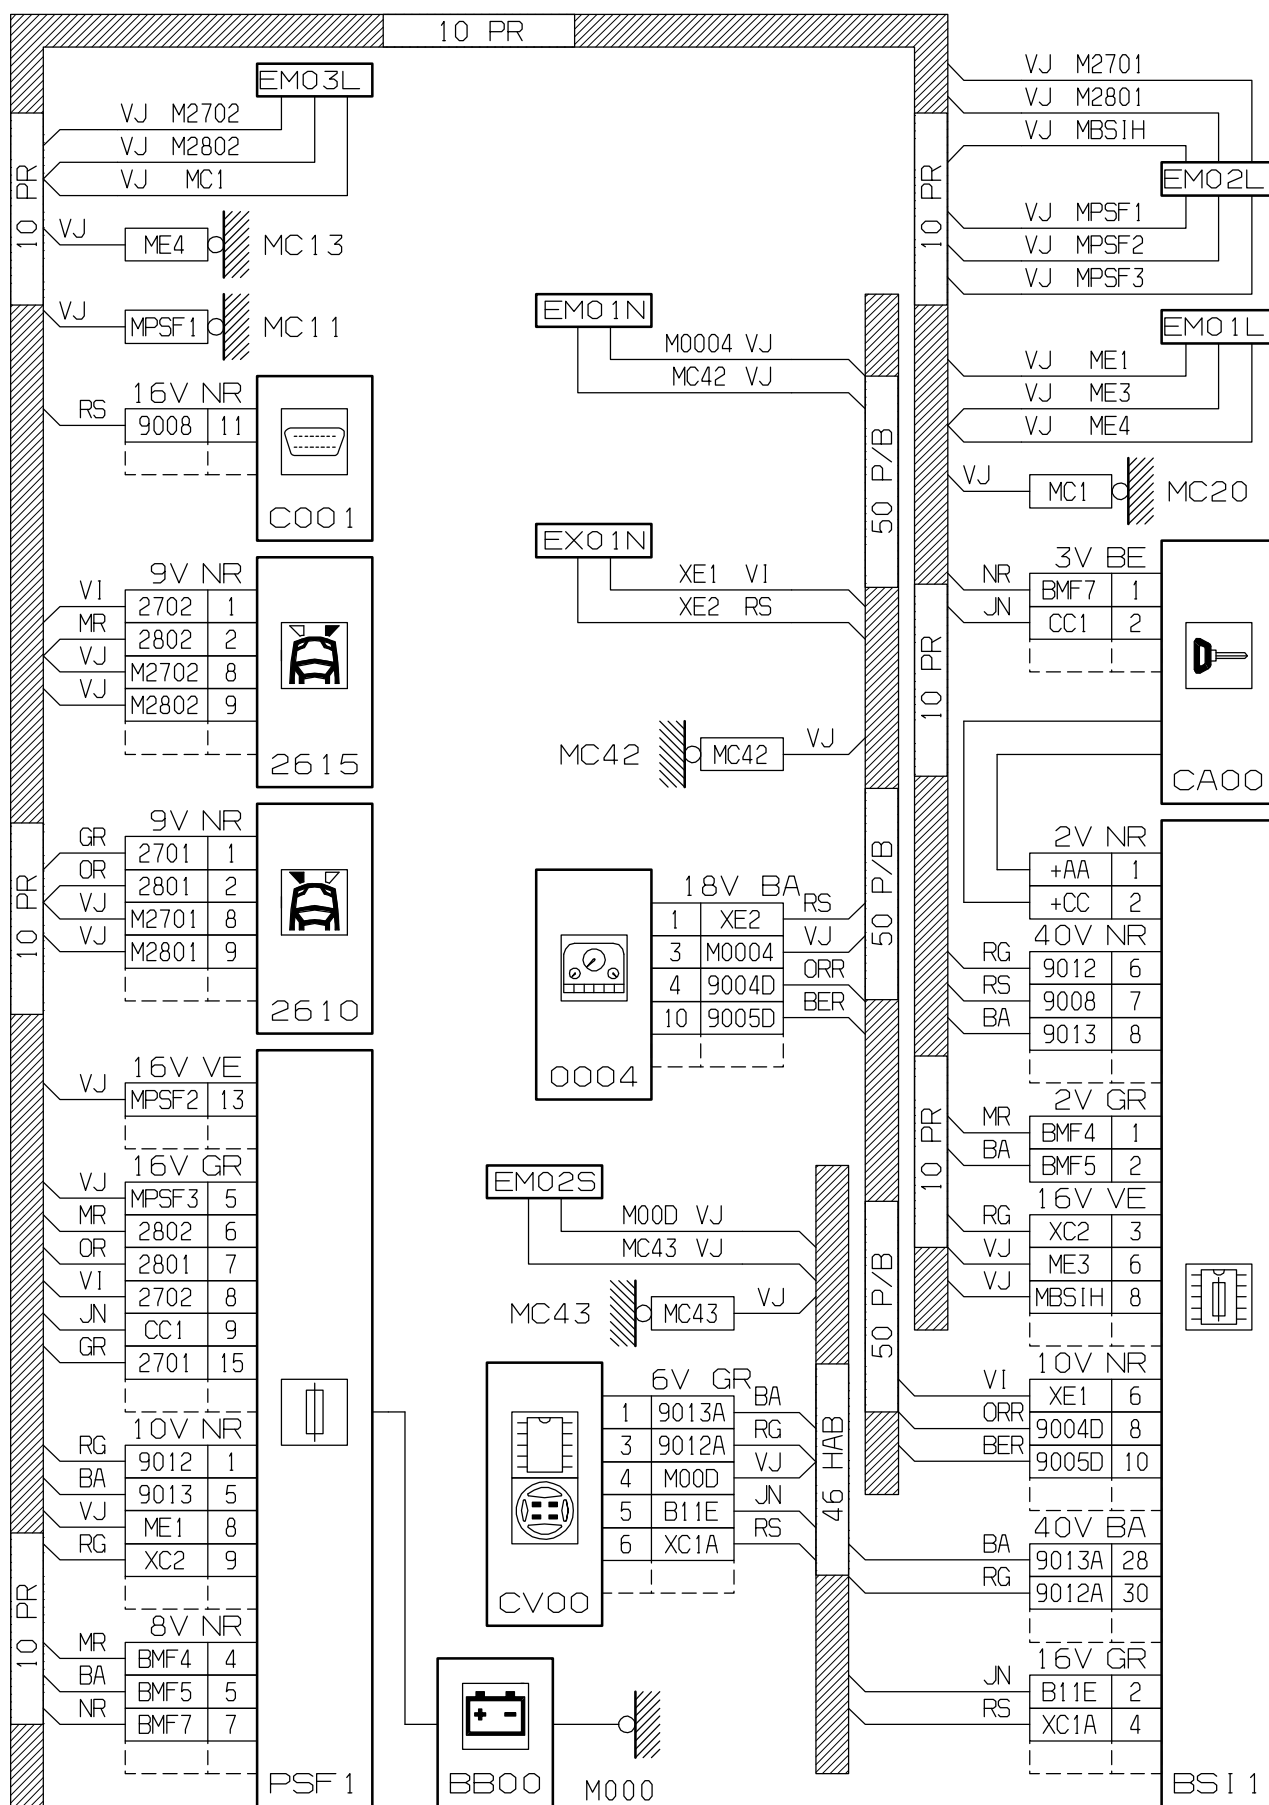 10 PR
EM03L
VJ M2702
VJ M2802
VJ MC1
10 PR
VJ ME4 MC13
VJ MPSF1 MC11
16V NR
RS 9008 11
C001
9V NR
VI 2702 1
MR 2802 2
VJ M2702 8
VJ M2802 9
2615
9V NR
GR 2701 1
OR 2801 2
VJ M2701 8
VJ M2801 9
10 PR
2610
16V VE
VJ MPSF2 13
16V GR
VJ MPSF3 5
MR 2802 6
OR 2801 7
VI 2702 8
JN CC1 9
GR 2701 15
10V NR
RG 9012 1
BA 9013 5
VJ ME1 8
RG XC2 9
10 PR
8V NR
MR BMF4 4
BA BMF5 5
NR BMF7 7
PSF1
EM01N
M0004 VJ
MC42 VJ
50 P/B
EX01N
XE1 VI
XE2 RS
MC42 MC42 VJ
18V BA
1 XE2 RS
3 M0004 VJ
4 9004D ORR
10 9005D BER
50 P/B
0004
EM02S
M00D VJ
MC43 VJ
MC43 MC43 VJ
50 P/B
6V GR
1 9013A BA
3 9012A RG
4 M00D VJ
5 B11E JN
6 XC1A RS
46 HAB
CV00
BB00
+ -
M000
VJ M2701
VJ M2801
VJ MBSIH
EM02L
10 PR
VJ MPSF1
VJ MPSF2
VJ MPSF3
EM01L
VJ ME1
VJ ME3
VJ ME4
VJ MC1 MC20
3V BE
NR BMF7 1
JN CC1 2
10 PR
CA00
2V NR
+AA 1
+CC 2
40V NR
RG 9012 6
RS 9008 7
BA 9013 8
2V GR
MR BMF4 1
BA BMF5 2
10 PR
16V VE
RG XC2 3
VJ ME3 6
VJ MBSIH 8
10V NR
VI XE1 6
ORR 9004D 8
BER 9005D 10
40V BA
BA 9013A 28
RG 9012A 30
16V GR
JN B11E 2
RS XC1A 4
BSI1